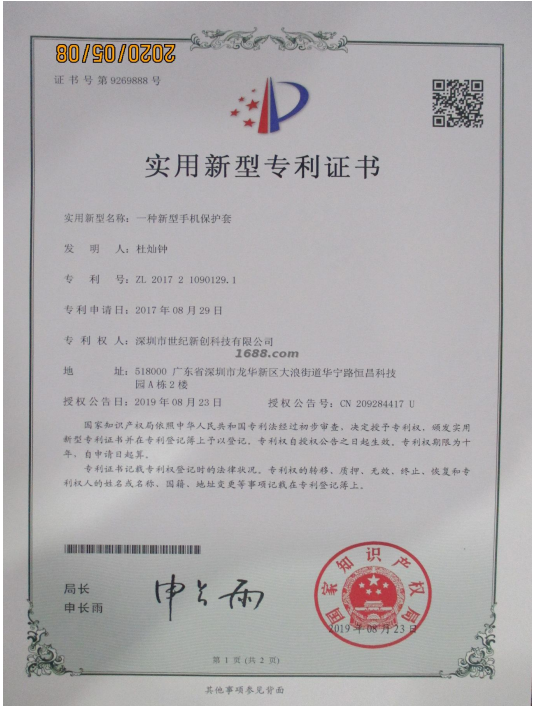 2020/05/08
证书号第9269888号
实用新型专利证书
实用新型名称：一种新型手机保护套
发明人：杜灿钟
专利号：ZL 2017 2 1090129.1
专利申请日：2017年08月29日
专利权人：深圳市世纪新创科技有限公司
1688.com
地址：518000 广东省深圳市龙华新区大浪街道华宁路恒昌科技
园A栋2楼
授权公告日：2019年08月23日 授权公告号：CN 209284417 U
国家知识产权局依照中华人民共和国专利法经过初步审查，决定授予专利权，颁发实用
新型专利证书并在专利登记簿上予以登记。专利权自授权公告之日起生效。专利权期限为十
年，自申请日起算。
专利证书记载专利权登记时的法律状况。专利权的转移、质押、无效、终止、恢复和专
利权人的姓名或名称、国籍、地址变更等事项记载在专利登记簿上。
局长
申长雨
申长雨
国家知识产权局
2019年08月23日
第1页(共2页)
其他事项参见背面